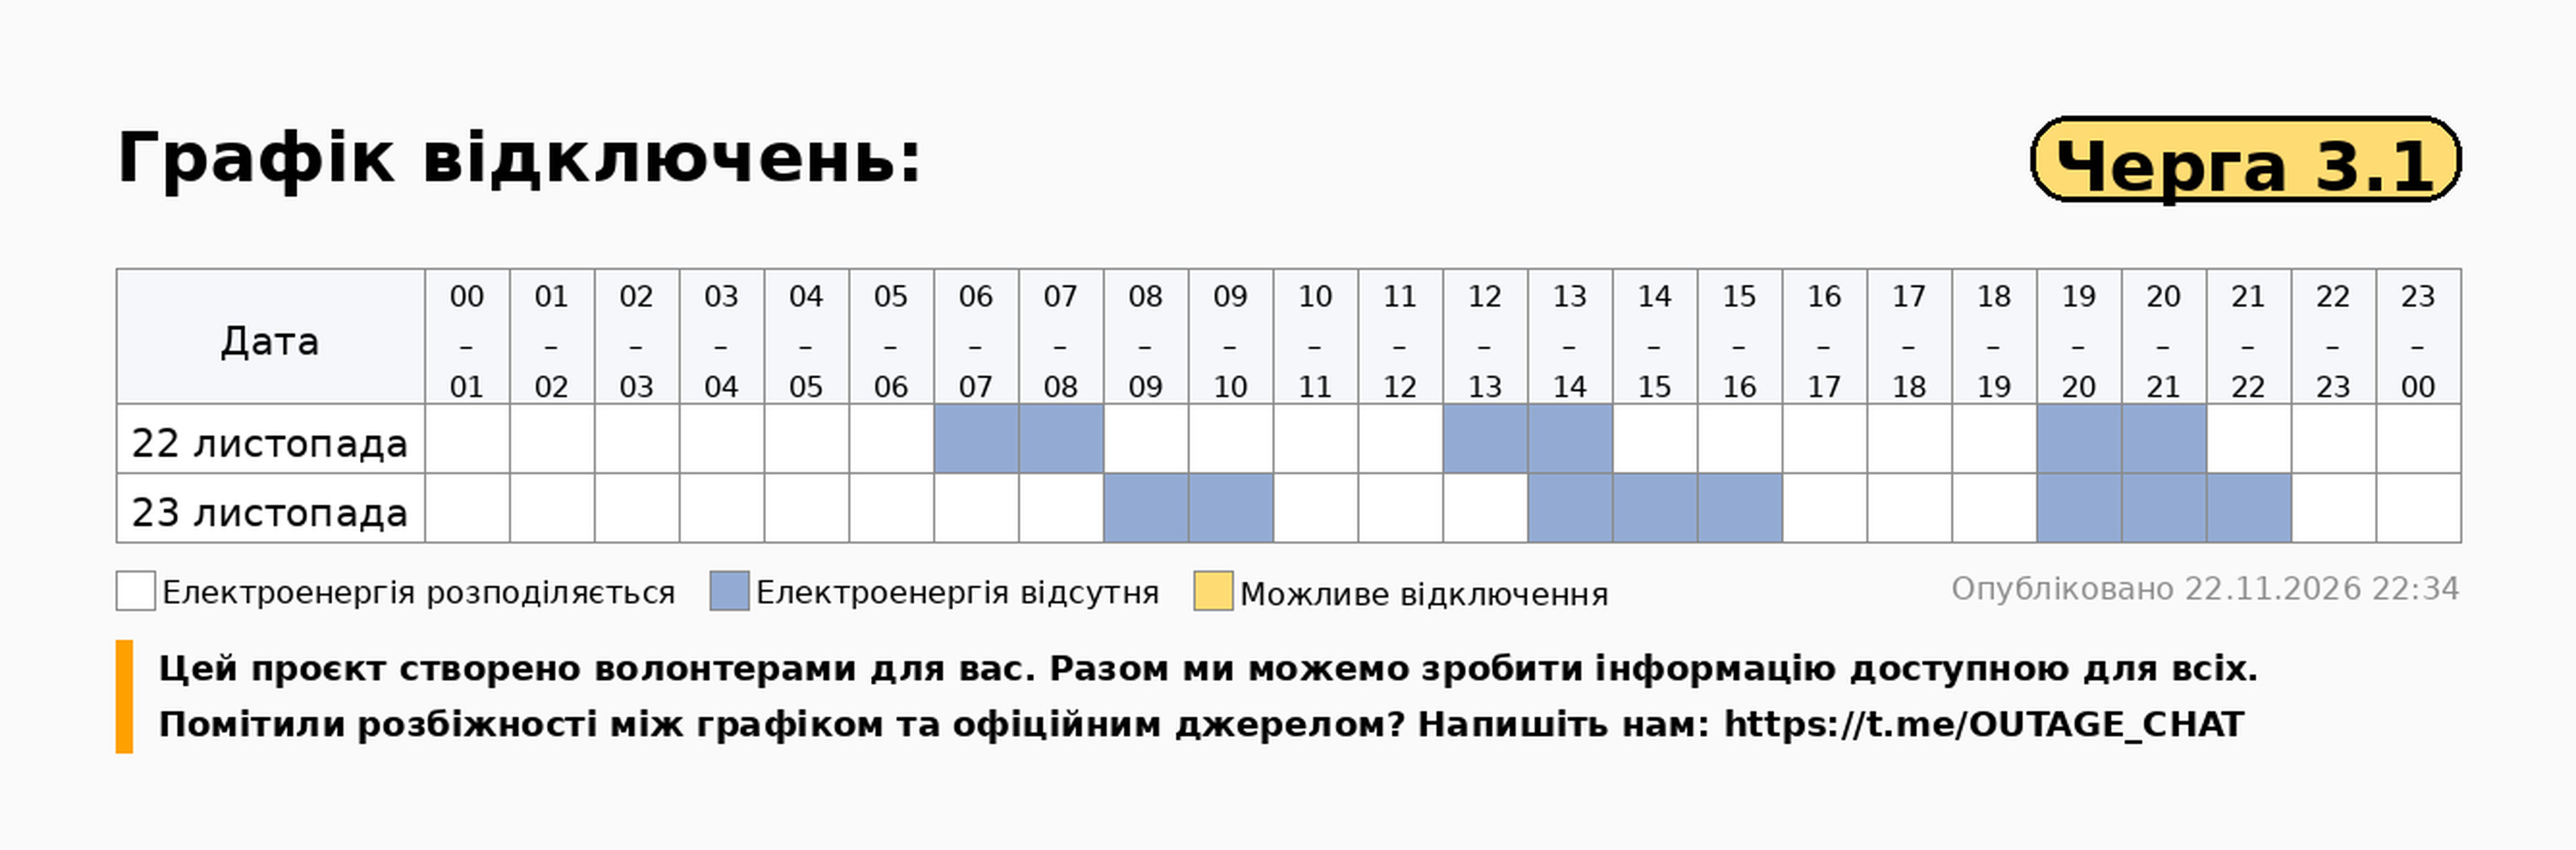 Графік відключень:
Черга 3.1
Дата
00 – 01
01 – 02
02 – 03
03 – 04
04 – 05
05 – 06
06 – 07
07 – 08
08 – 09
09 – 10
10 – 11
11 – 12
12 – 13
13 – 14
14 – 15
15 – 16
16 – 17
17 – 18
18 – 19
19 – 20
20 – 21
21 – 22
22 – 23
23 – 00
22 листопада
23 листопада
Електроенергія розподіляється
Електроенергія відсутня
Можливе відключення
Опубліковано 22.11.2026 22:34
Цей проєкт створено волонтерами для вас. Разом ми можемо зробити інформацію доступною для всіх.
Помітили розбіжності між графіком та офіційним джерелом? Напишіть нам: https://t.me/OUTAGE_CHAT